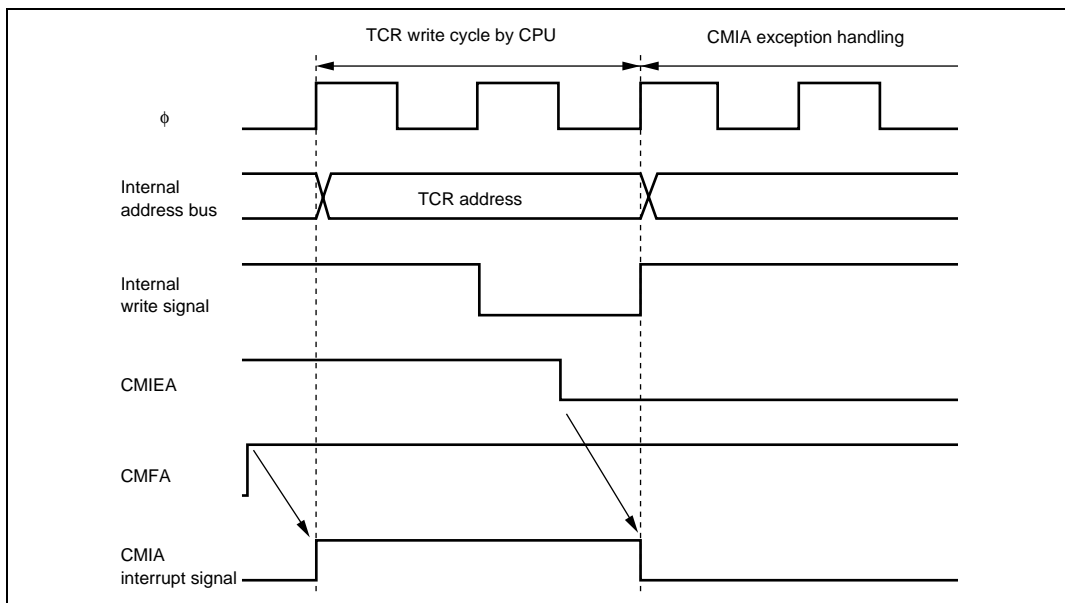 TCR write cycle by CPU
CMIA exception handling
ϕ
Internal
address bus
TCR address
Internal
write signal
CMIEA
CMFA
CMIA
interrupt signal